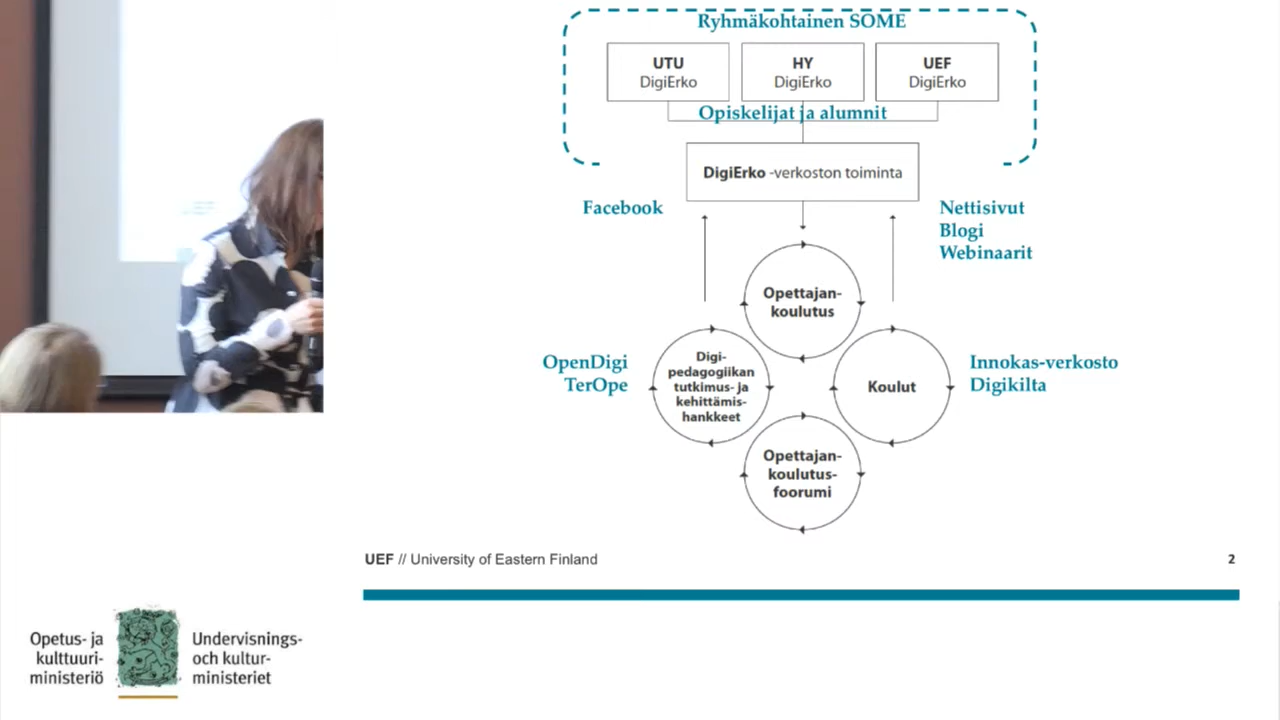 Ryhmäkohtainen SOME
UTU
DigiErko
HY
DigiErko
UEF
DigiErko
Opiskelijat ja alumnit
DigiErko -verkoston toiminta
Facebook
Nettisivut
Blogi
Webinaarit
Opettajan-
koulutus
OpenDigi
TerOpe
Digi-
pedagogiikan
tutkimus- ja
kehittämis-
hankkeet
Koulut
Innokas-verkosto
Digikilta
Opettajan-
koulutus-
foorumi
UEF // University of Eastern Finland
2
Opetus- ja
kulttuuri-
ministeriö
Undervisnings-
och kultur-
ministeriet